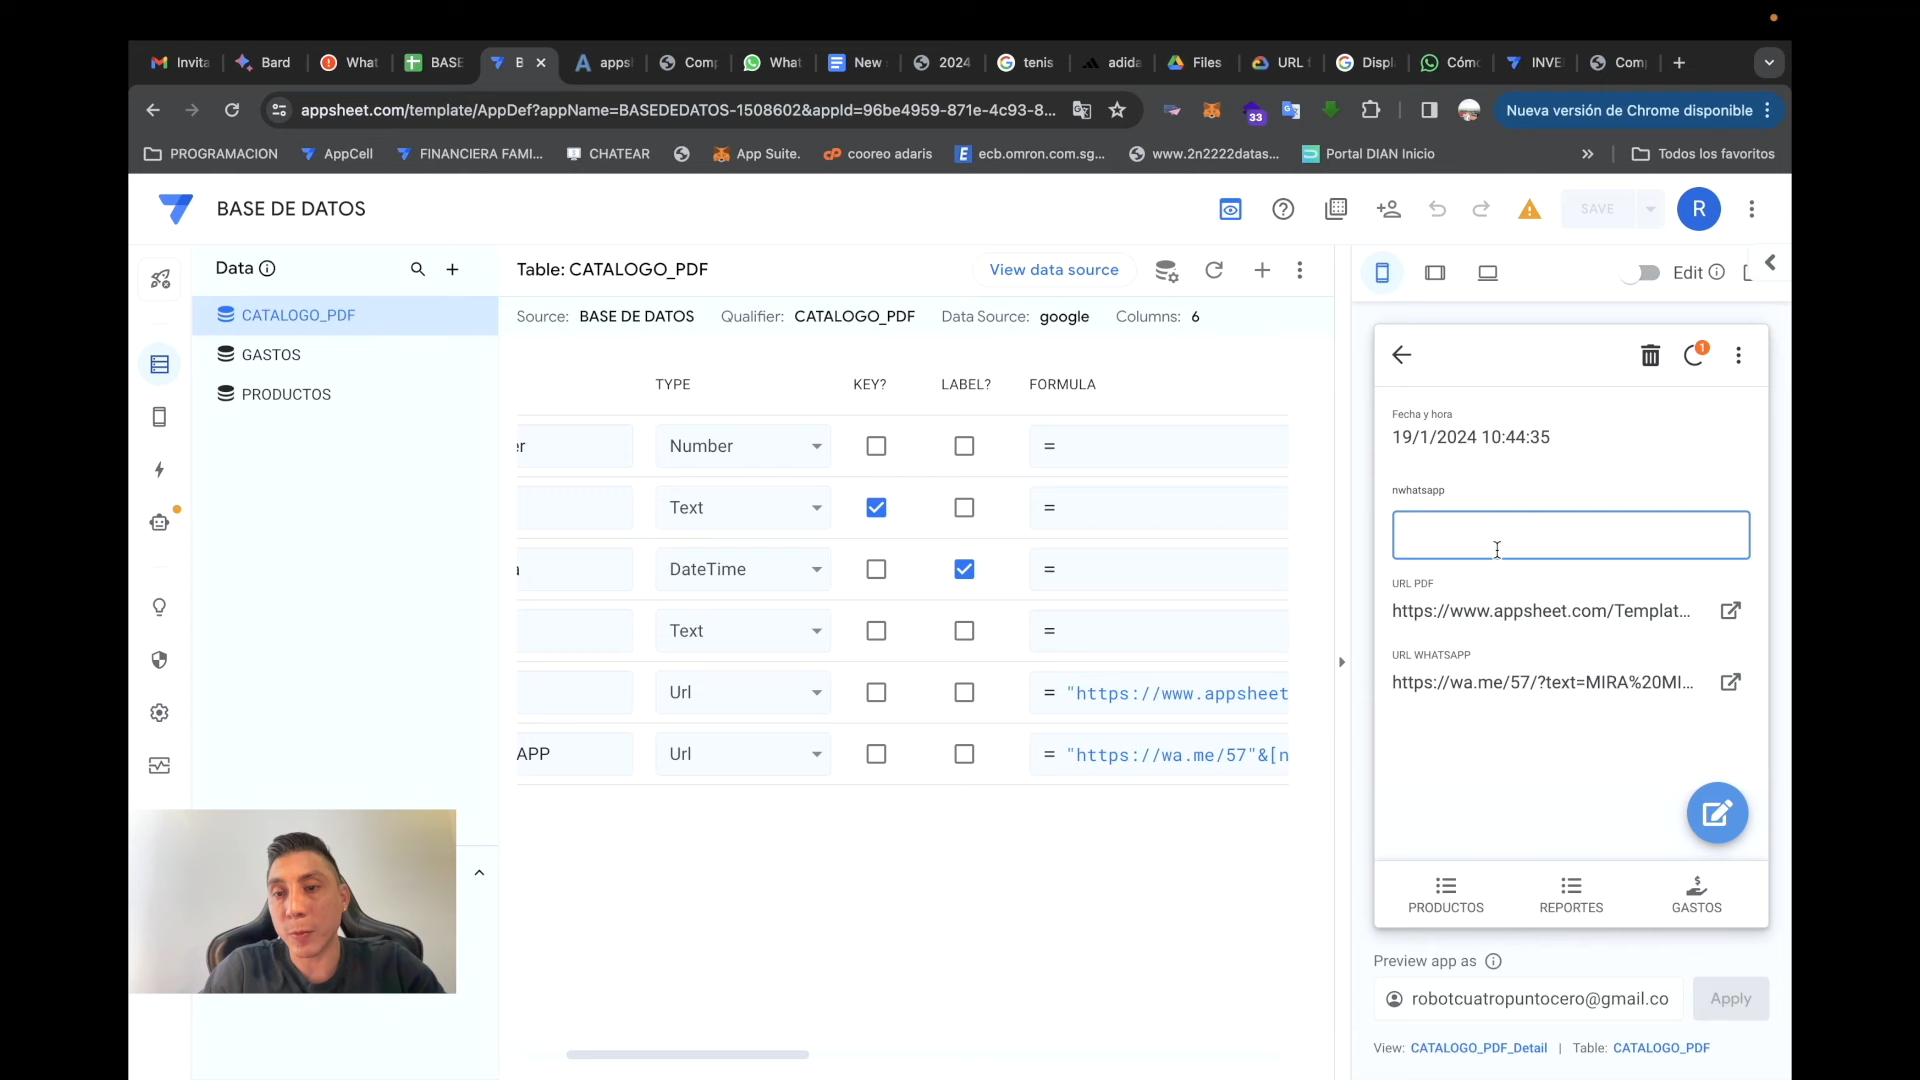 Invita
Bard
What
BASE
B
apps
Comp
What
New
2024
tenis
adida
Files
URL
Displ
Cómo
INVE
Com
appsheet.com/template/AppDef?appName=BASEDEDATOS-1508602&appId=96be4959-871e-4c93-8...
33
Nueva versión de Chrome disponible
PROGRAMACION
AppCell
FINANCIERA FAMI...
CHATEAR
App Suite.
cooreo adaris
ecb.omron.com.sg...
www.2n2222datas...
Portal DIAN Inicio
»
Todos los favoritos
BASE DE DATOS
SAVE
R
Data
Table: CATALOGO_PDF
View data source
Edit
CATALOGO_PDF
GASTOS
PRODUCTOS
Source: BASE DE DATOS Qualifier: CATALOGO_PDF Data Source: google Columns: 6
TYPE KEY? LABEL? FORMULA
er Number =
Text =
DateTime =
Text =
Url = "https://www.appsheet
APP Url = "https://wa.me/57"&[n
1
Fecha y hora
19/1/2024 10:44:35
nwhatsapp
URL PDF
https://www.appsheet.com/Templat...
URL WHATSAPP
https://wa.me/57/?text=MIRA%20MI...
PRODUCTOS
REPORTES
GASTOS
Preview app as
robotcuatropuntocero@gmail.co
Apply
View: CATALOGO_PDF_Detail | Table: CATALOGO_PDF